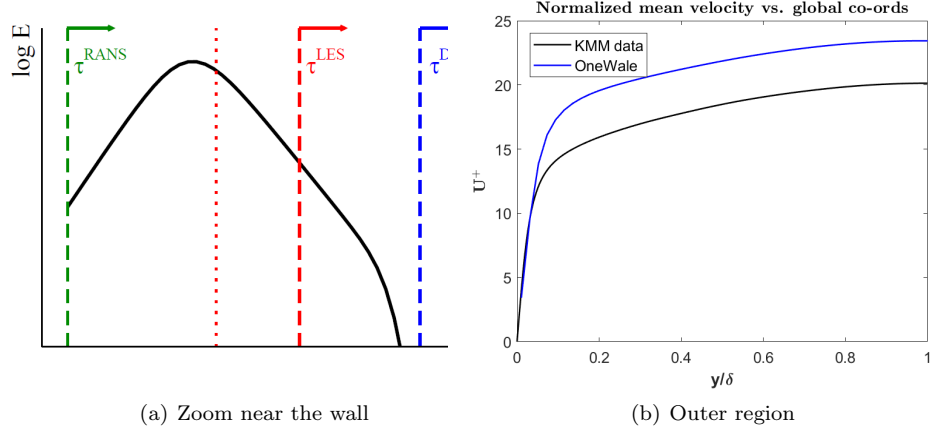 log E
τ^RANS
τ^LES
τ^D
(a) Zoom near the wall
Normalized mean velocity vs. global co-ords
KMM data
OneWale
U^+
25
20
15
10
5
0
0 0.2 0.4 0.6 0.8 1
y/δ
(b) Outer region